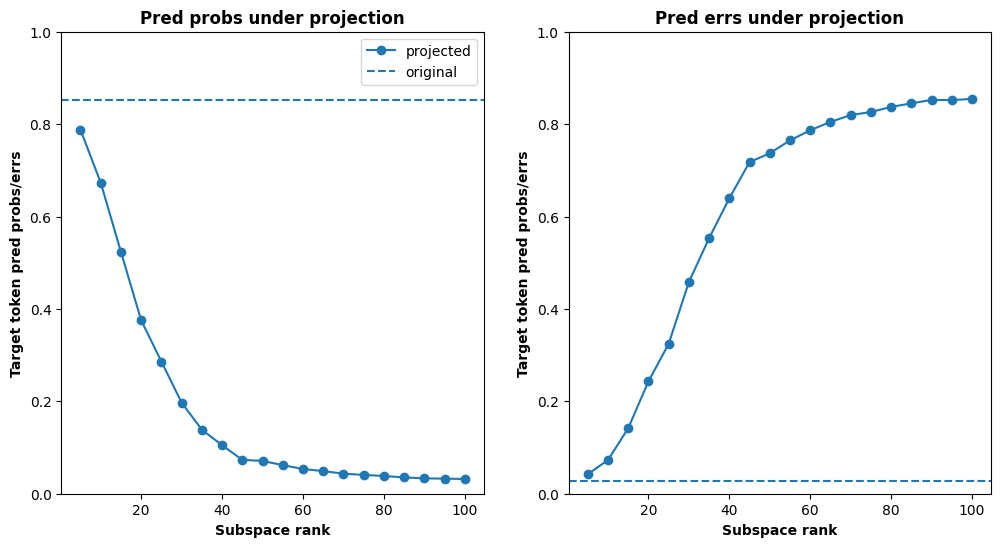 Pred probs under projection
1.0
0.8
0.6
0.4
0.2
0.0
Target token pred probs/errs
projected
original
20
40
60
80
100
Subspace rank
Pred errs under projection
1.0
0.8
0.6
0.4
0.2
0.0
Target token pred probs/errs
20
40
60
80
100
Subspace rank